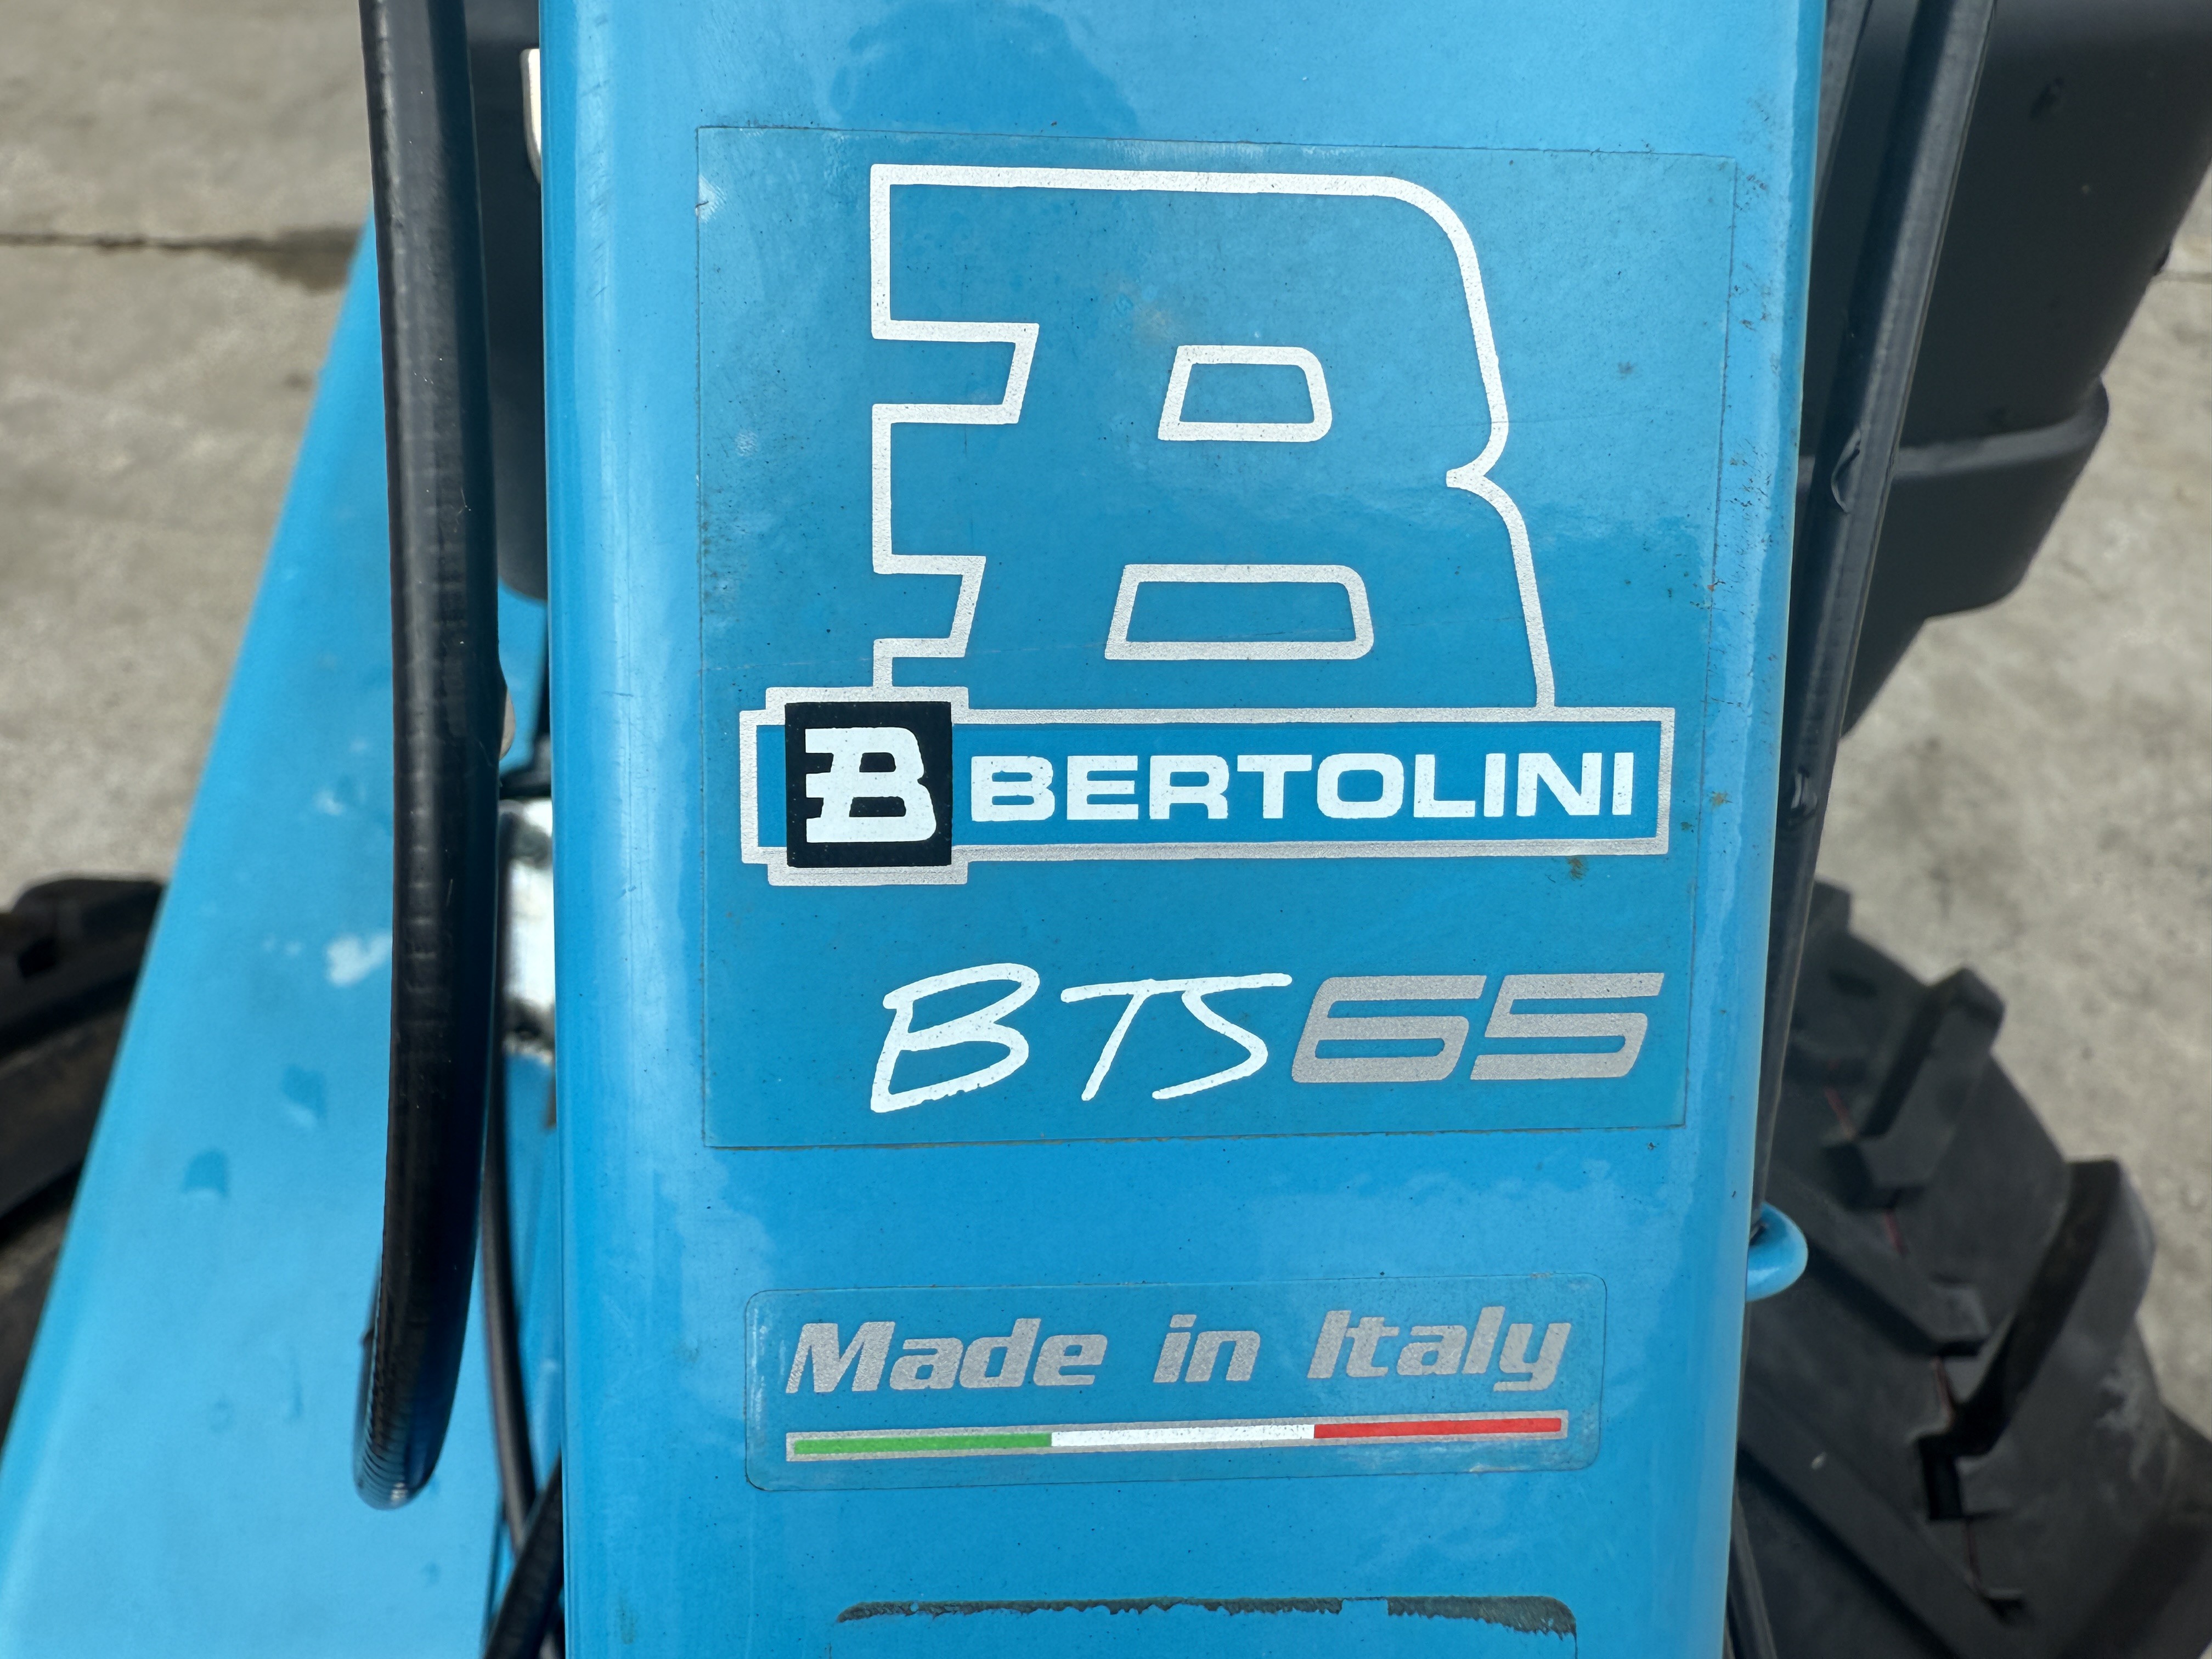 B
B BERTOLINI
BTS65
Made in Italy